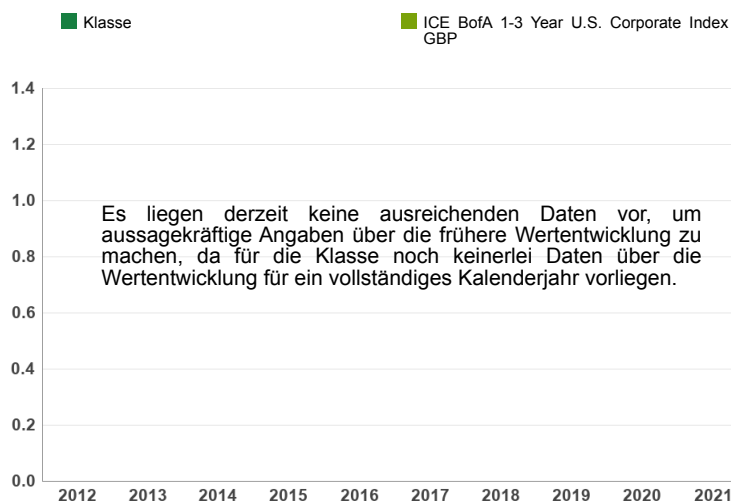 Klasse
ICE BofA 1-3 Year U.S. Corporate Index
GBP
1.4
1.2
1.0
Es liegen derzeit keine ausreichenden Daten vor, um
aussagekräftige Angaben über die frühere Wertentwicklung zu
machen, da für die Klasse noch keinerlei Daten über die
Wertentwicklung für ein vollständiges Kalenderjahr vorliegen.
0.8
0.6
0.4
0.2
0.0
2012 2013 2014 2015 2016 2017 2018 2019 2020 2021